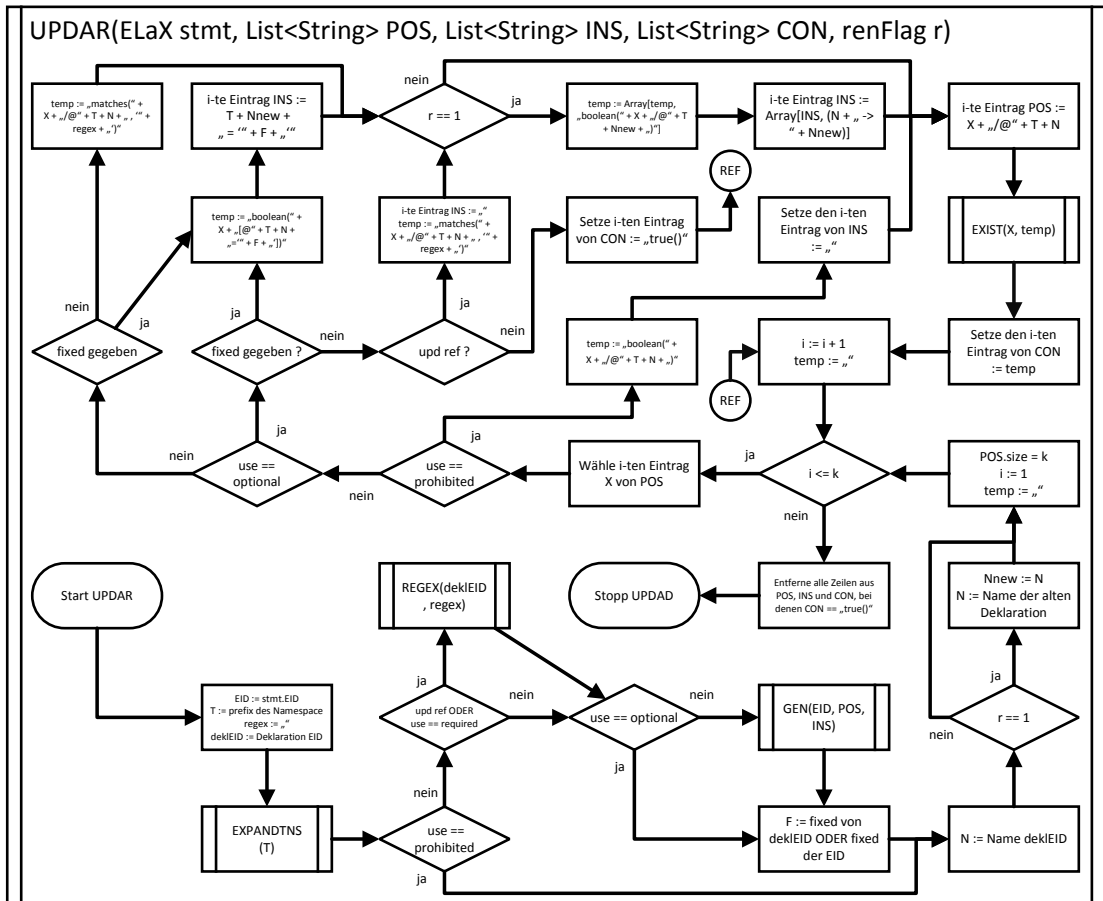 UPDAR(ELaX stmt, List<String> POS, List<String> INS, List<String> CON, renFlag r)
temp := „matches(“ +
X + „/@“ + T + N + „ , ‘“ +
regex + „‘)“
i-te Eintrag INS :=
T + Nnew +
„ = ‘“ + F + „‘“
nein
r == 1
ja
temp := Array[temp,
„boolean(“ + X + „/@“ + T
+ Nnew + „)“]
i-te Eintrag INS :=
Array[INS, (N + „ ->
“ + Nnew)]
i-te Eintrag POS :=
X + „/@“ + T + N
REF
temp := „boolean(“ +
X + „[@“ + T + N +
„=‘“ + F + „‘])“
i-te Eintrag INS := „“
temp := „matches(“ +
X + „/@“ + T + N + „ , ‘“ +
regex + „‘)“
Setze i-ten Eintrag
von CON := „true()“
Setze den i-ten
Eintrag von INS
:= „“
EXIST(X, temp)
nein
ja
ja
nein
ja
nein
fixed gegeben
fixed gegeben ?
upd ref ?
temp := „boolean(“ +
X + „/@“ + T + N + „)“
i := i + 1
temp := „“
Setze den i-ten
Eintrag von CON
:= temp
REF
ja
nein
ja
ja
use ==
optional
nein
use ==
prohibited
Wähle i-ten Eintrag
X von POS
ja
i <= k
nein
POS.size = k
i := 1
temp := „“
Start UPDAR
REGEX(deklEID
, regex)
Stopp UPDAD
Entferne alle Zeilen aus
POS, INS und CON, bei
denen CON == „true()“
Nnew := N
N := Name der alten
Deklaration
ja
ja
nein
EID := stmt.EID
T := prefix des Namespace
regex := „“
deklEID := Deklaration EID
upd ref ODER
use == required
use == optional
nein
GEN(EID, POS,
INS)
r == 1
nein
nein
ja
EXPANDTNS
(T)
use ==
prohibited
ja
F := fixed von
deklEID ODER fixed
der EID
N := Name deklEID